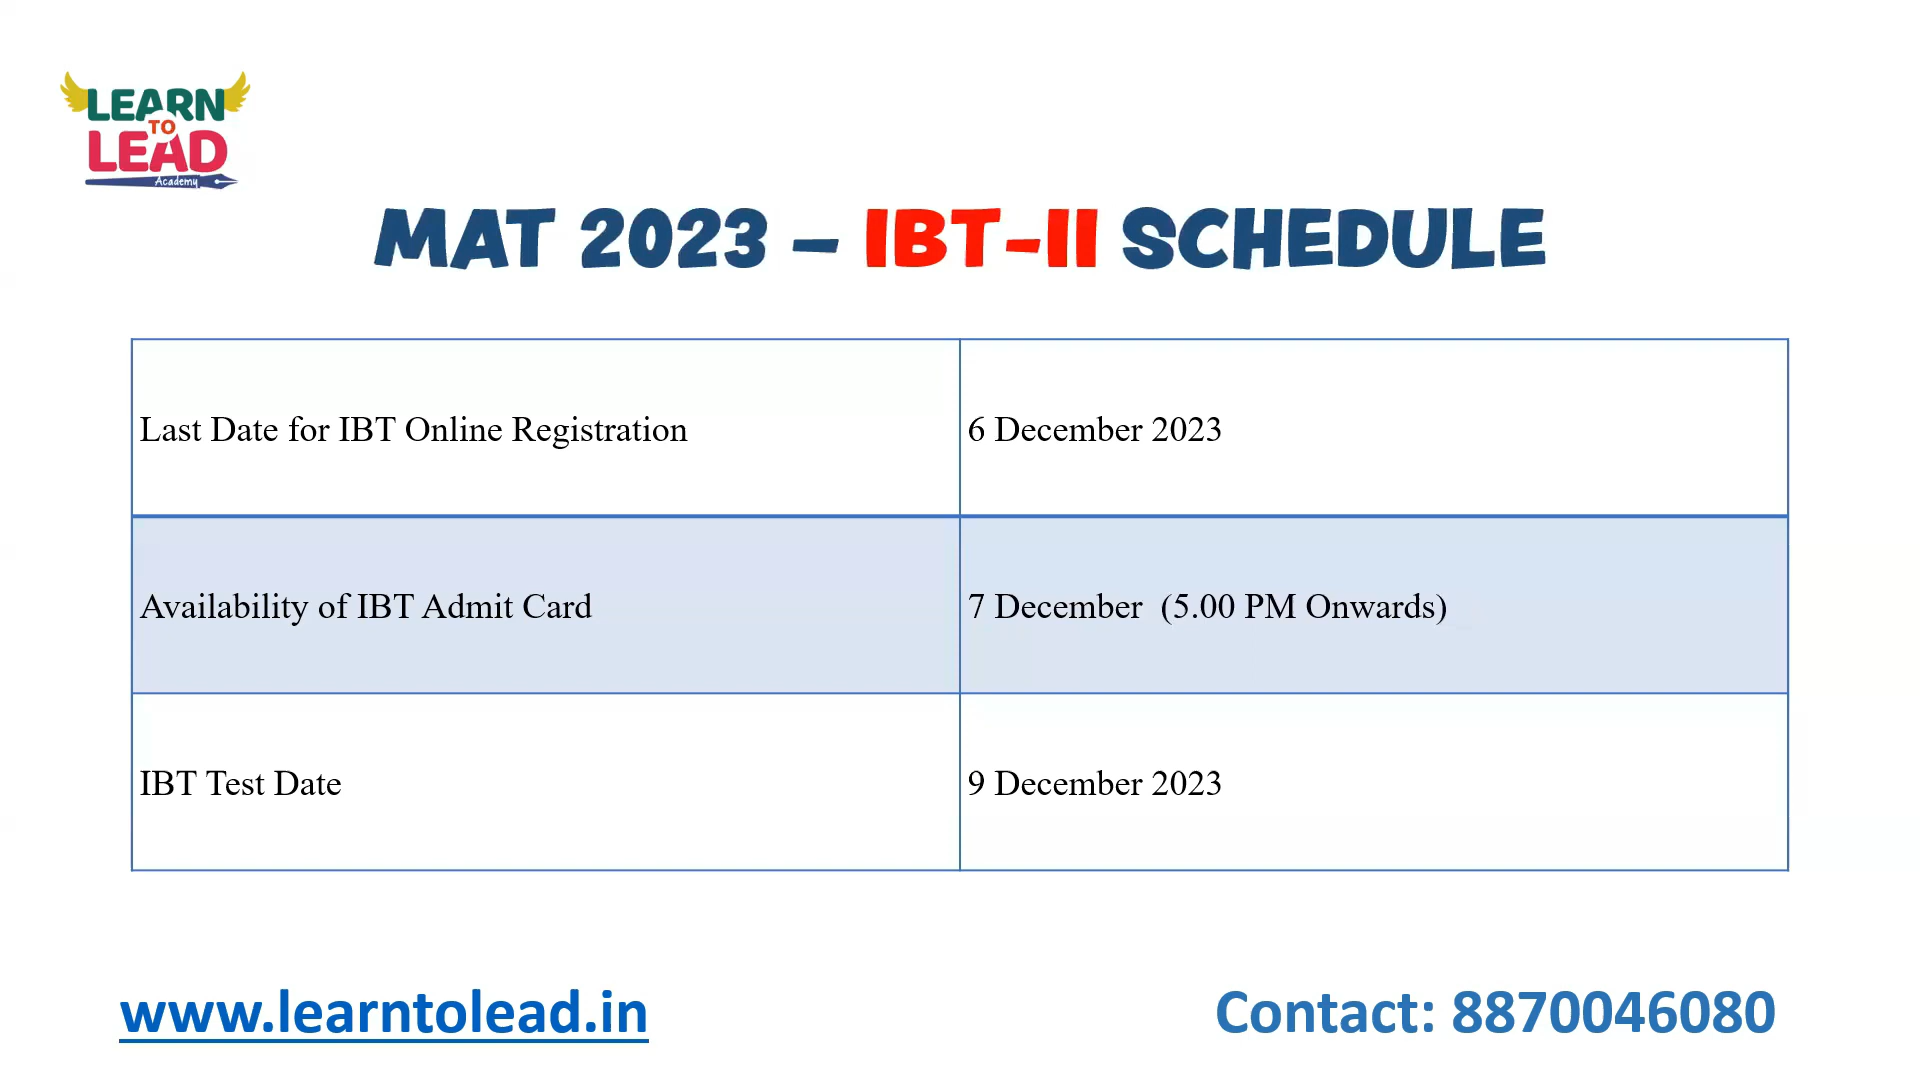 LEARN
TO
LEAD
Academy
MAT 2023 – IBT-II SCHEDULE
Last Date for IBT Online Registration 6 December 2023
Availability of IBT Admit Card 7 December  (5.00 PM Onwards)
IBT Test Date 9 December 2023
www.learntolead.in Contact: 8870046080